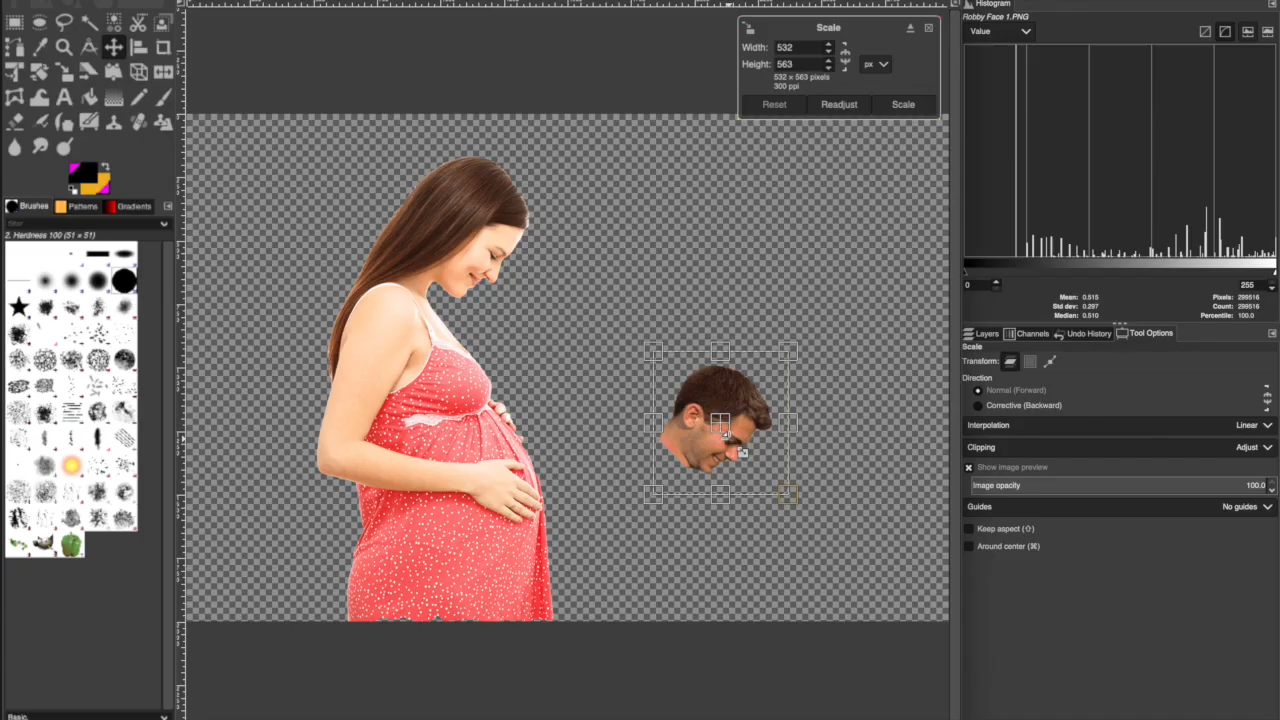 Scale
Width: 532
Height: 563
px
532 × 563 pixels
300 ppi
Reset Readjust Scale
Brushes Patterns Gradients
filter
2. Hardness 100 (51 × 51)
Basic,
Histogram
Robby Face 1.PNG
Value
0 255
Mean: 0.515 Pixels: 299516
Std dev: 0.297 Count: 299516
Median: 0.510 Percentile: 100.0
Layers Channels Undo History Tool Options
Scale
Transform:
Direction
Normal (Forward)
Corrective (Backward)
Interpolation Linear
Clipping Adjust
Show image preview
Image opacity 100.0
Guides No guides
Keep aspect (⇧)
Around center (⌘)